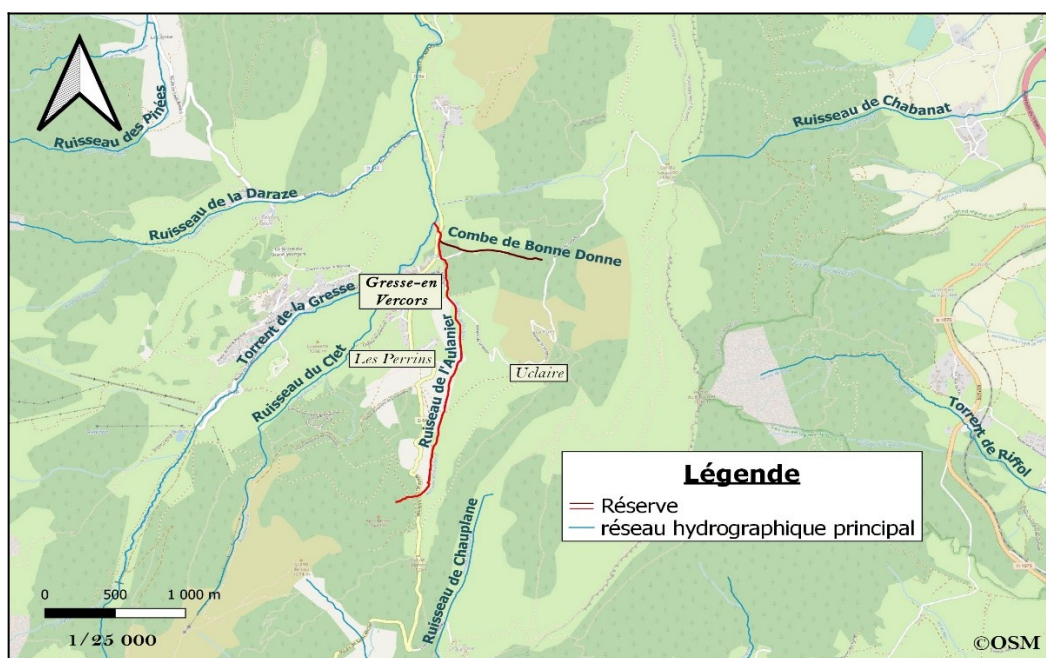 Ruisseau des Pinées
Ruisseau de Chabanat
Ruisseau de la Daraze
Combe de Bonne Donne
Gresse-en
Vercors
Torrent de la Gresse
Ruisseau du Clet
Les Perrins
Ruiseau de l'Aulanier
Uclaire
Torrent de Riffol
Légende
Réserve
réseau hydrographique principal
Ruisseau de Chauplane
0 500 1 000 m
1/25 000
©OSM